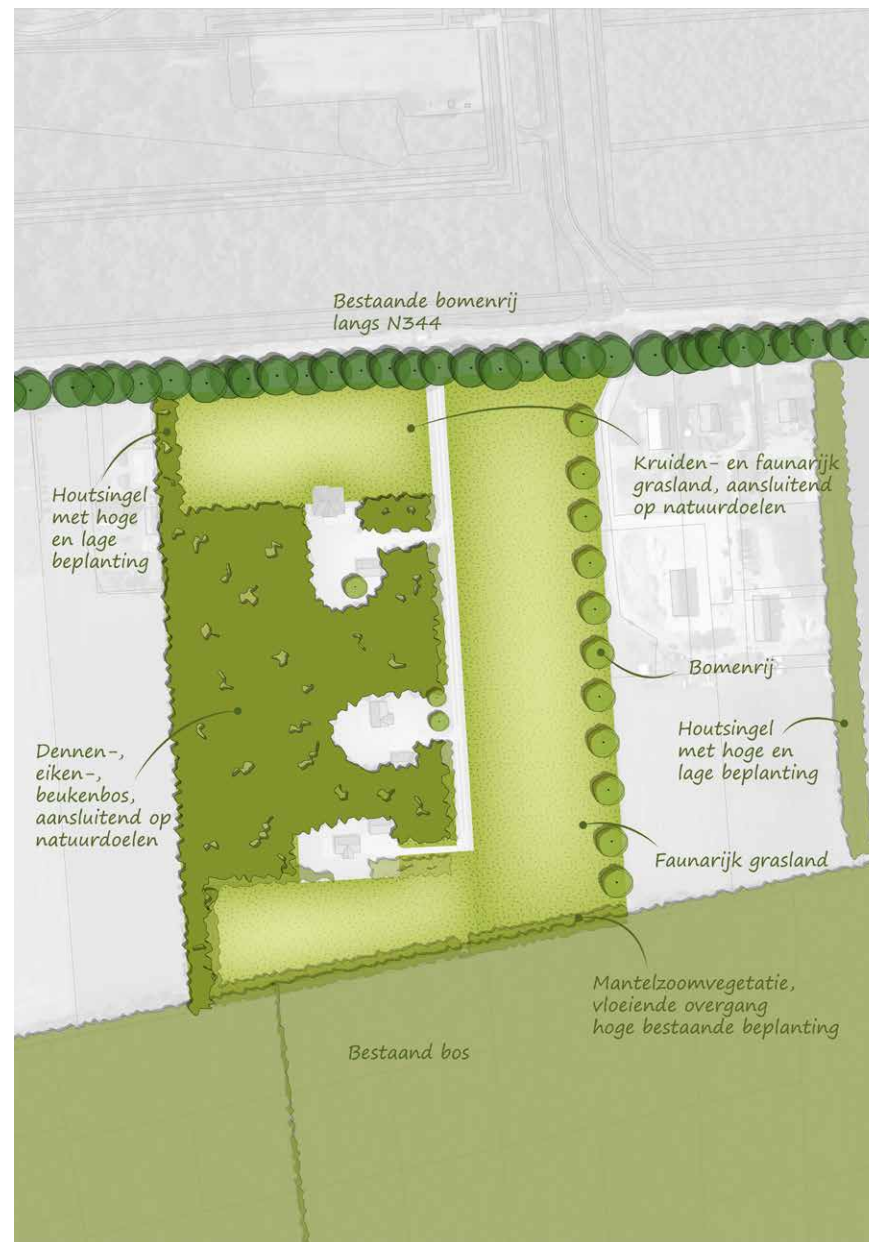 Bestaande bomenrij
langs N344
Kruiden- en faunarijk
grasland, aansluitend
op natuurdoelen
Houtsingel
met hoge
en lage
beplanting
Bomenrij
Houtsingel
met hoge en
lage beplanting
Dennen-,
eiken-,
beukenbos,
aansluitend op
natuurdoelen
Faunarijk grasland
Mantelzoomvegetatie,
vloeiende overgang
hoge bestaande beplanting
Bestaand bos